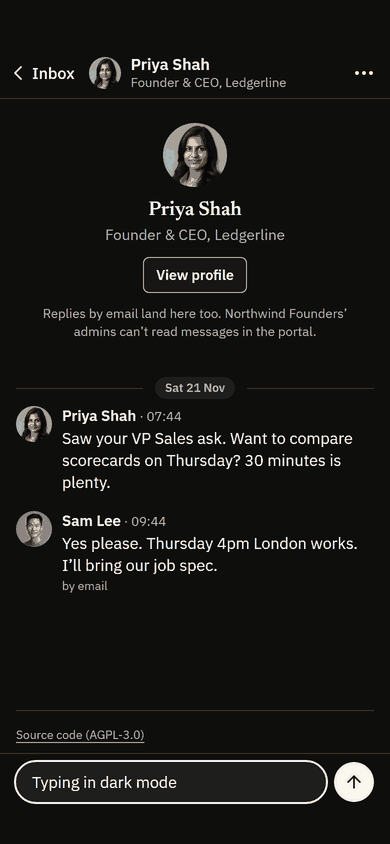 Inbox
Priya Shah
Founder & CEO, Ledgerline
Priya Shah
Founder & CEO, Ledgerline
View profile
Replies by email land here too. Northwind Founders’
admins can’t read messages in the portal.
Sat 21 Nov
Priya Shah · 07:44
Saw your VP Sales ask. Want to compare
scorecards on Thursday? 30 minutes is
plenty.
Sam Lee · 09:44
Yes please. Thursday 4pm London works.
I’ll bring our job spec.
by email
Source code (AGPL-3.0)
Typing in dark mode